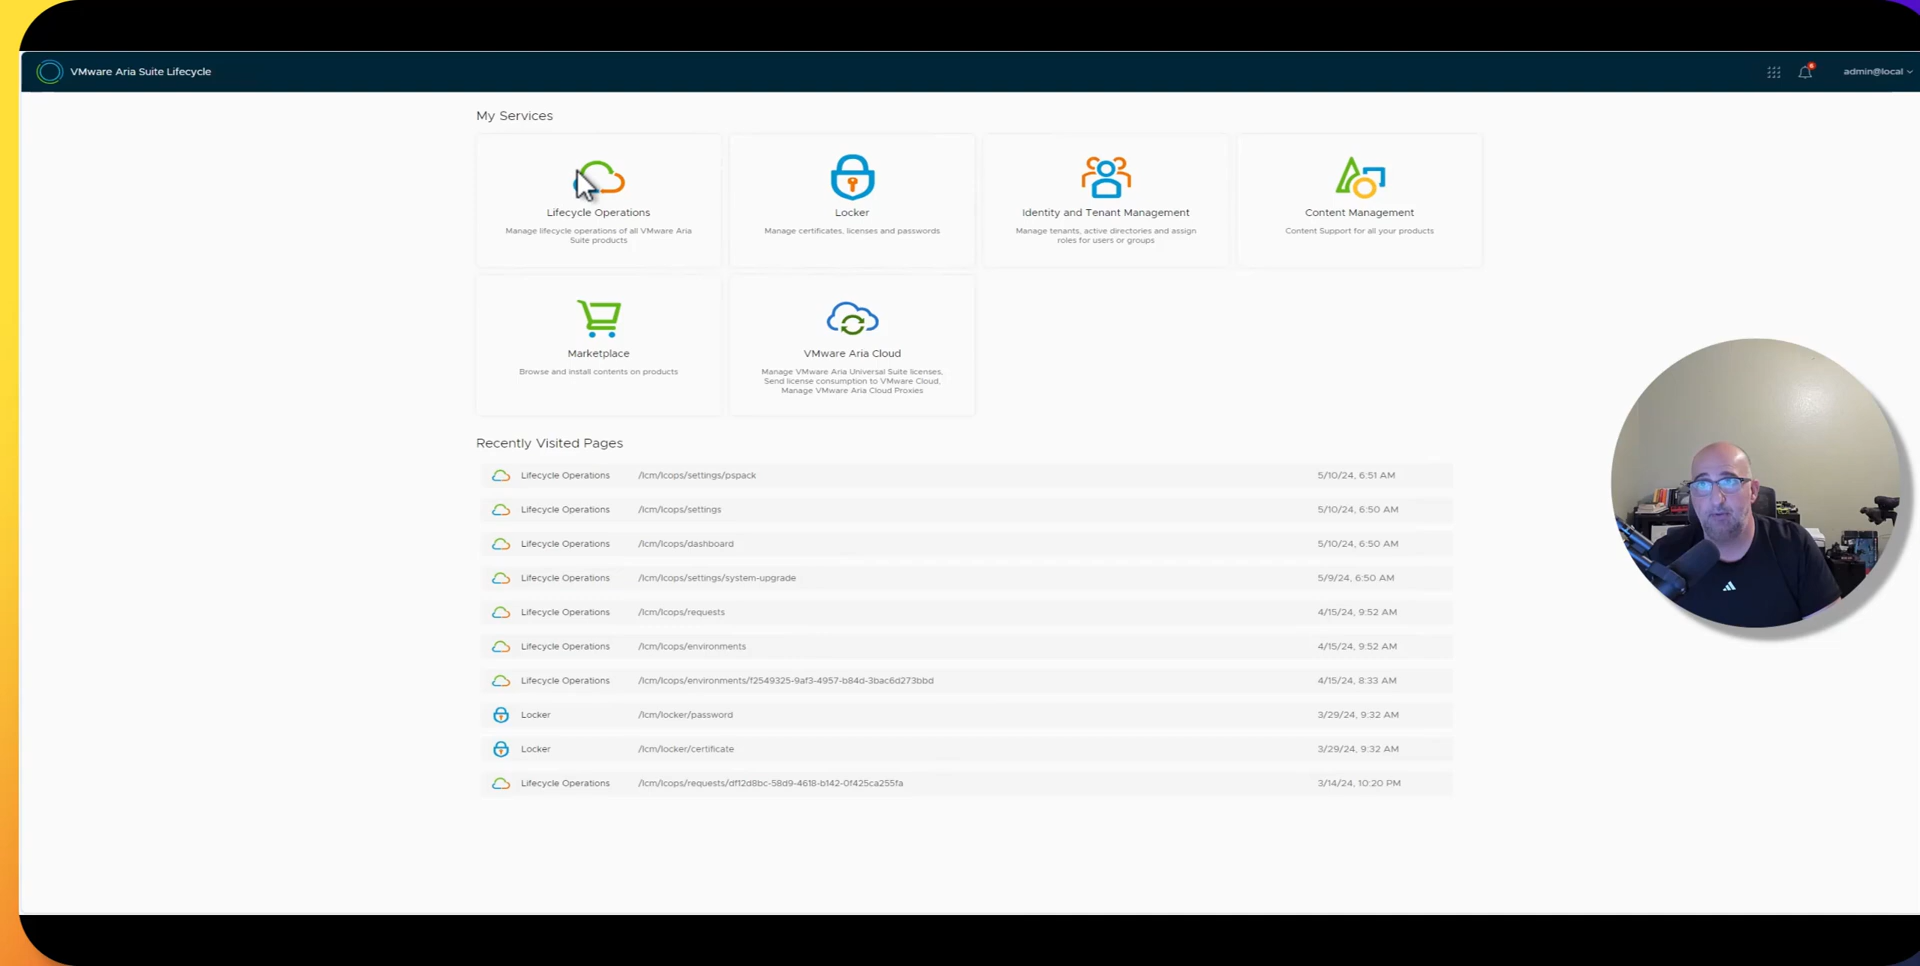 VMware Aria Suite Lifecycle
6
admin@local
My Services
Lifecycle Operations
Manage lifecycle operations of all VMware Aria
Suite products
Locker
Manage certificates, licenses and passwords
Identity and Tenant Management
Manage tenants, active directories and assign
roles for users or groups
Content Management
Content Support for all your products
Marketplace
Browse and install contents on products
VMware Aria Cloud
Manage VMware Aria Universal Suite licenses,
Send license consumption to VMware Cloud,
Manage VMware Aria Cloud Proxies
Recently Visited Pages
Lifecycle Operations /lcm/lcops/settings/pspack 5/10/24, 6:51 AM
Lifecycle Operations /lcm/lcops/settings 5/10/24, 6:50 AM
Lifecycle Operations /lcm/lcops/dashboard 5/10/24, 6:50 AM
Lifecycle Operations /lcm/lcops/settings/system-upgrade 5/9/24, 6:50 AM
Lifecycle Operations /lcm/lcops/requests 4/15/24, 9:52 AM
Lifecycle Operations /lcm/lcops/environments 4/15/24, 9:52 AM
Lifecycle Operations /lcm/lcops/environments/f2549325-9af3-4957-b84d-3bac6d273bbd 4/15/24, 8:33 AM
Locker /lcm/locker/password 3/29/24, 9:32 AM
Locker /lcm/locker/certificate 3/29/24, 9:32 AM
Lifecycle Operations /lcm/lcops/requests/df12d8bc-58d9-4618-b142-0f425ca255fa 3/14/24, 10:20 PM